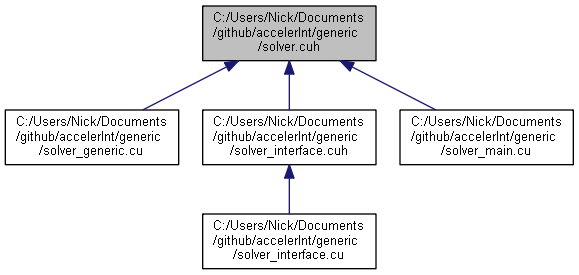 C:/Users/Nick/Documents
/github/accelerInt/generic
/solver.cuh
C:/Users/Nick/Documents
/github/accelerInt/generic
/solver_generic.cu
C:/Users/Nick/Documents
/github/accelerInt/generic
/solver_interface.cuh
C:/Users/Nick/Documents
/github/accelerInt/generic
/solver_main.cu
C:/Users/Nick/Documents
/github/accelerInt/generic
/solver_interface.cu